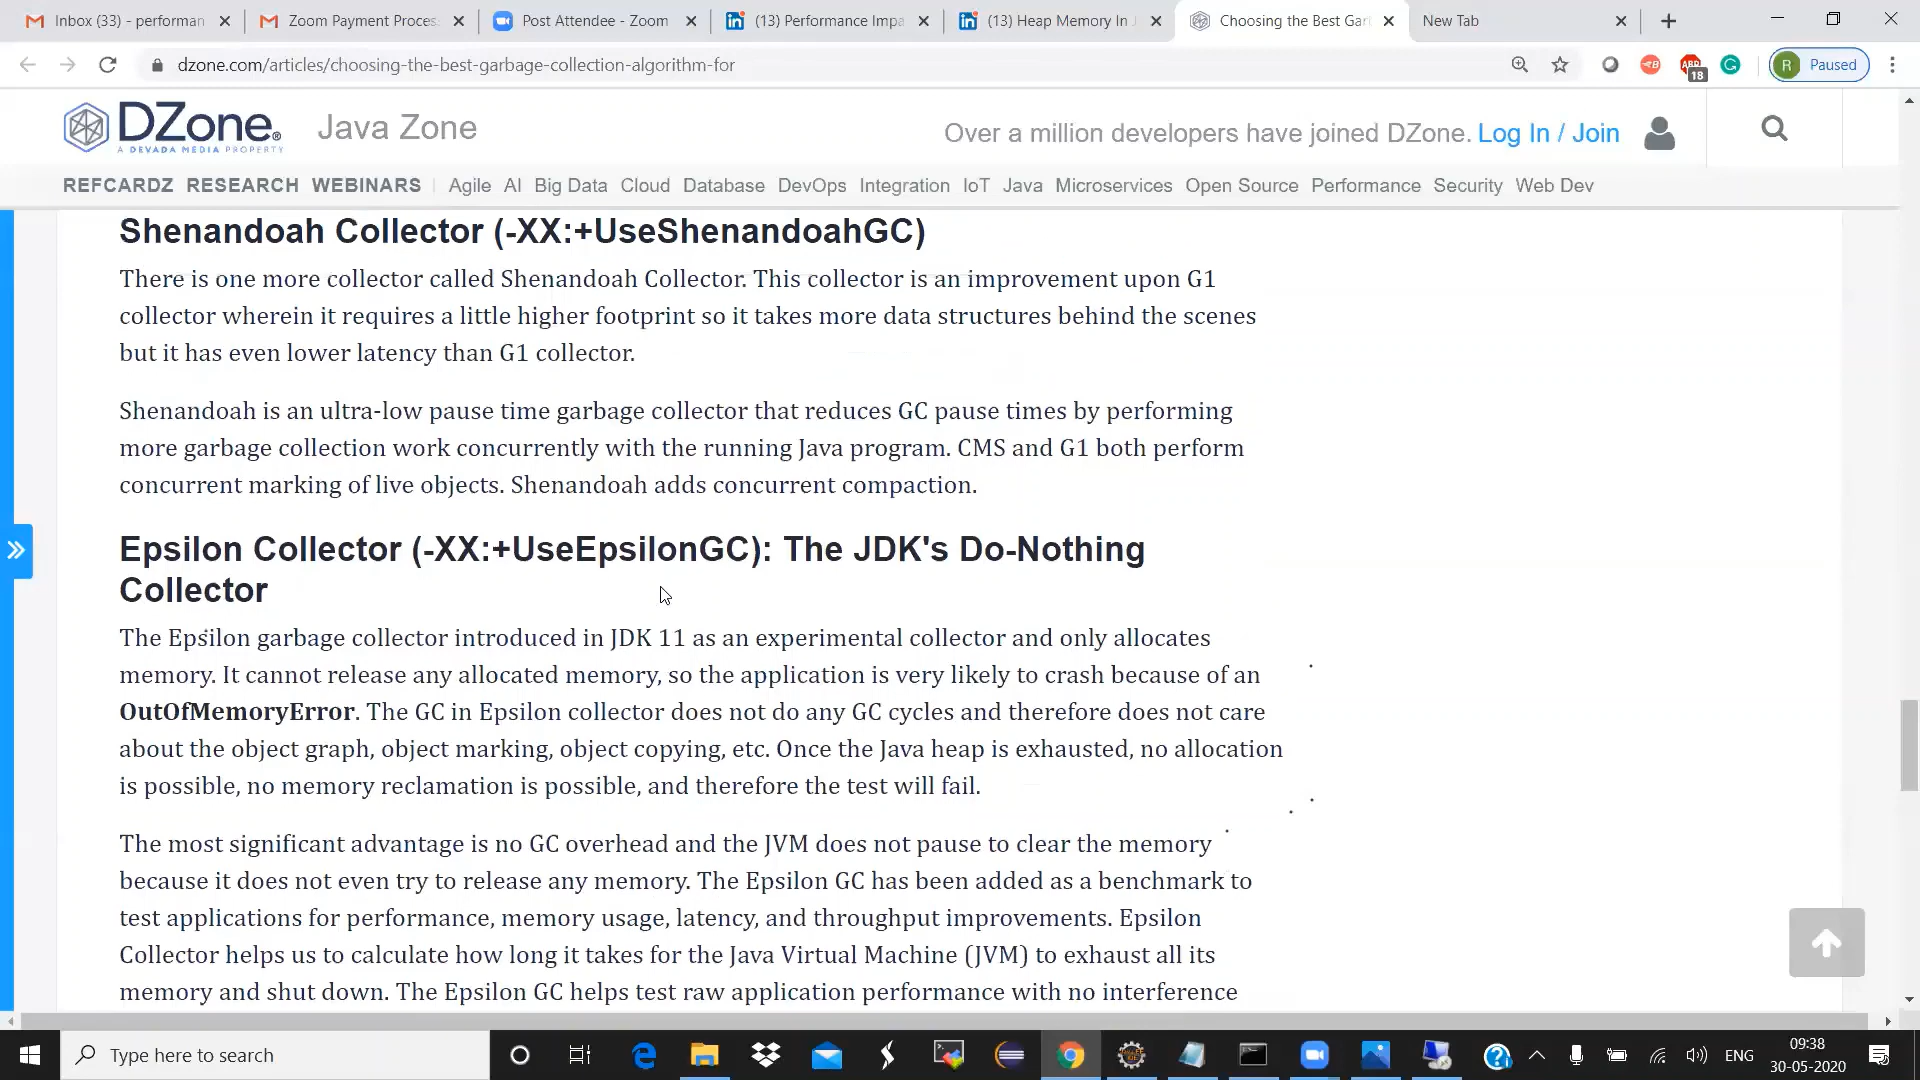 Inbox (33) - performan
Zoom Payment Proces
Post Attendee - Zoom
(13) Performance Impa
(13) Heap Memory In J
Choosing the Best Gar
New Tab
dzone.com/articles/choosing-the-best-garbage-collection-algorithm-for
18
R Paused
DZone.
A DEVADA MEDIA PROPERTY
Java Zone
Over a million developers have joined DZone. Log In / Join
REFCARDZ RESEARCH WEBINARS Agile AI Big Data Cloud Database DevOps Integration IoT Java Microservices Open Source Performance Security Web Dev
Shenandoah Collector (-XX:+UseShenandoahGC)
There is one more collector called Shenandoah Collector. This collector is an improvement upon G1
collector wherein it requires a little higher footprint so it takes more data structures behind the scenes
but it has even lower latency than G1 collector.
Shenandoah is an ultra-low pause time garbage collector that reduces GC pause times by performing
more garbage collection work concurrently with the running Java program. CMS and G1 both perform
concurrent marking of live objects. Shenandoah adds concurrent compaction.
Epsilon Collector (-XX:+UseEpsilonGC): The JDK's Do-Nothing
Collector
The Epsilon garbage collector introduced in JDK 11 as an experimental collector and only allocates
memory. It cannot release any allocated memory, so the application is very likely to crash because of an
OutOfMemoryError. The GC in Epsilon collector does not do any GC cycles and therefore does not care
about the object graph, object marking, object copying, etc. Once the Java heap is exhausted, no allocation
is possible, no memory reclamation is possible, and therefore the test will fail.
The most significant advantage is no GC overhead and the JVM does not pause to clear the memory
because it does not even try to release any memory. The Epsilon GC has been added as a benchmark to
test applications for performance, memory usage, latency, and throughput improvements. Epsilon
Collector helps us to calculate how long it takes for the Java Virtual Machine (JVM) to exhaust all its
memory and shut down. The Epsilon GC helps test raw application performance with no interference
Type here to search
ENG
09:38
30-05-2020